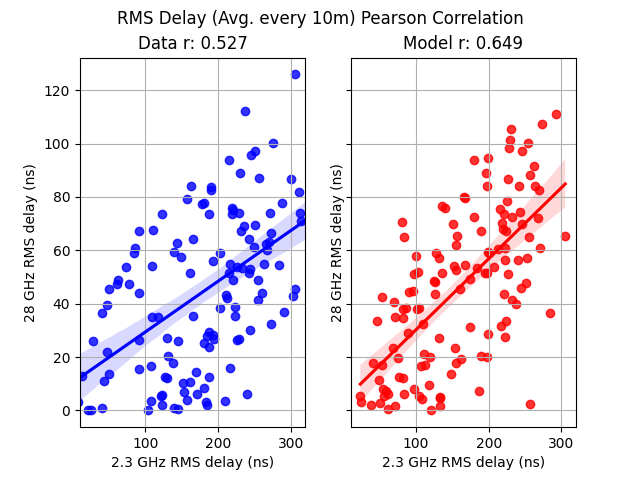 RMS Delay (Avg. every 10m) Pearson Correlation
Data r: 0.527
Model r: 0.649
28 GHz RMS delay (ns)
120
100
80
60
40
20
0
100
200
300
2.3 GHz RMS delay (ns)
28 GHz RMS delay (ns)
100
200
300
2.3 GHz RMS delay (ns)